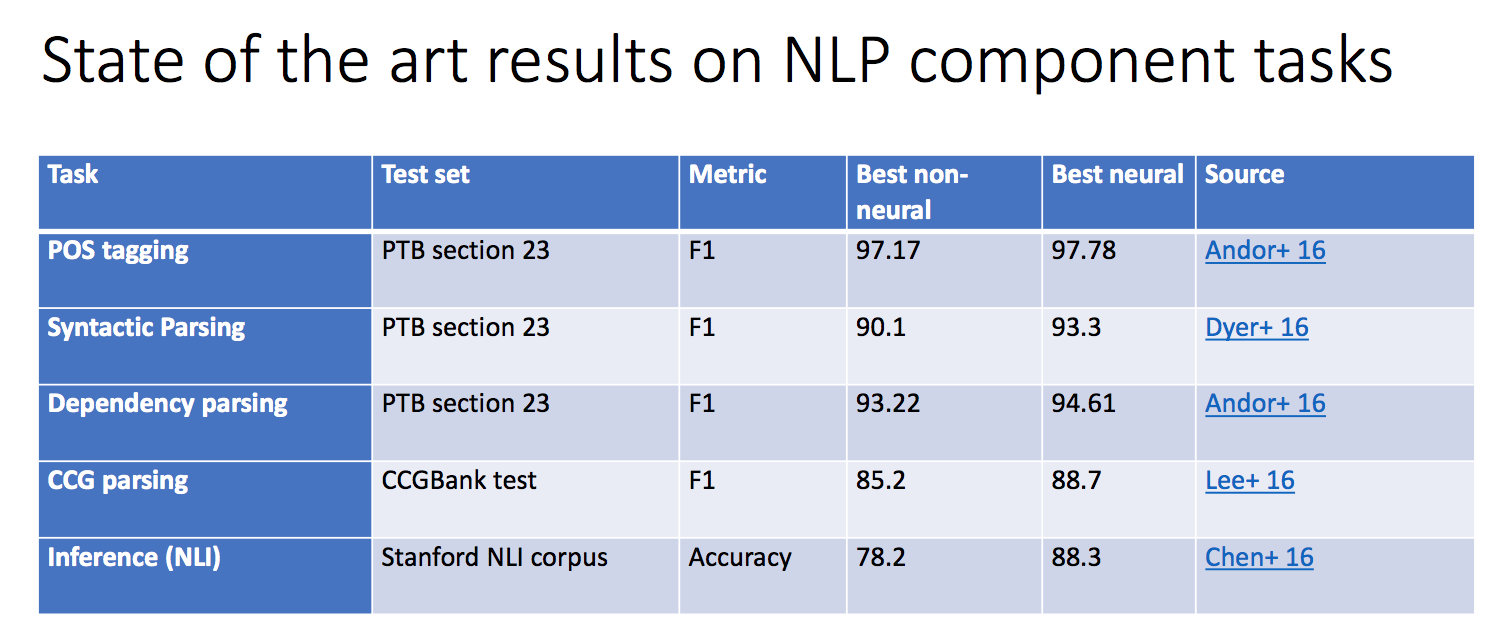 State of the art results on NLP component tasks
Task Test set Metric Best non-neural Best neural Source
POS tagging PTB section 23 F1 97.17 97.78 Andor+ 16
Syntactic Parsing PTB section 23 F1 90.1 93.3 Dyer+ 16
Dependency parsing PTB section 23 F1 93.22 94.61 Andor+ 16
CCG parsing CCGBank test F1 85.2 88.7 Lee+ 16
Inference (NLI) Stanford NLI corpus Accuracy 78.2 88.3 Chen+ 16